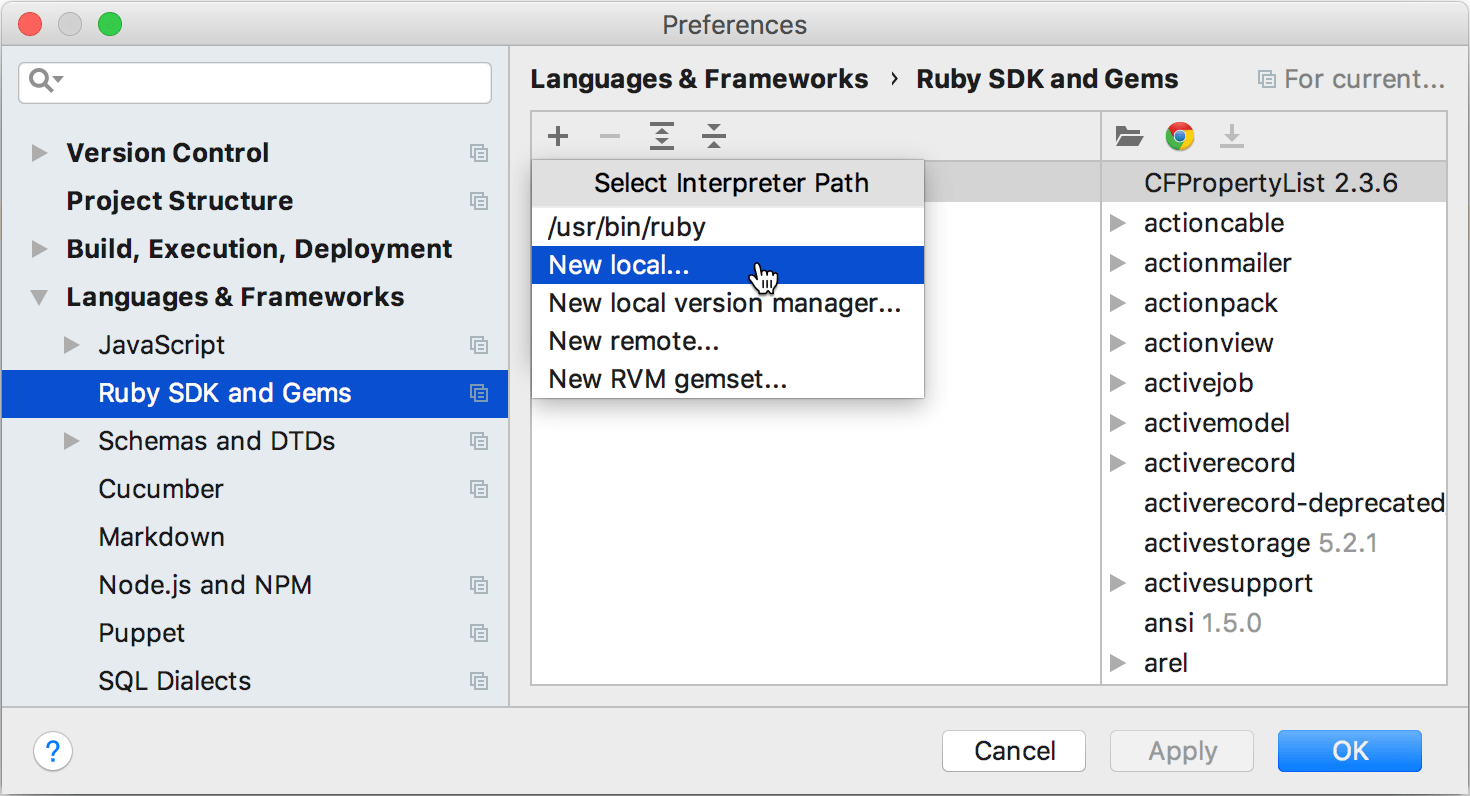 Preferences
Version Control
Project Structure
Build, Execution, Deployment
Languages & Frameworks
JavaScript
Ruby SDK and Gems
Schemas and DTDs
Cucumber
Markdown
Node.js and NPM
Puppet
SQL Dialects
Languages & Frameworks › Ruby SDK and Gems
For current...
Select Interpreter Path
/usr/bin/ruby
New local...
New local version manager...
New remote...
New RVM gemset...
CFPropertyList 2.3.6
actioncable
actionmailer
actionpack
actionview
activejob
activemodel
activerecord
activerecord-deprecated
activestorage 5.2.1
activesupport
ansi 1.5.0
arel
?
Cancel
Apply
OK